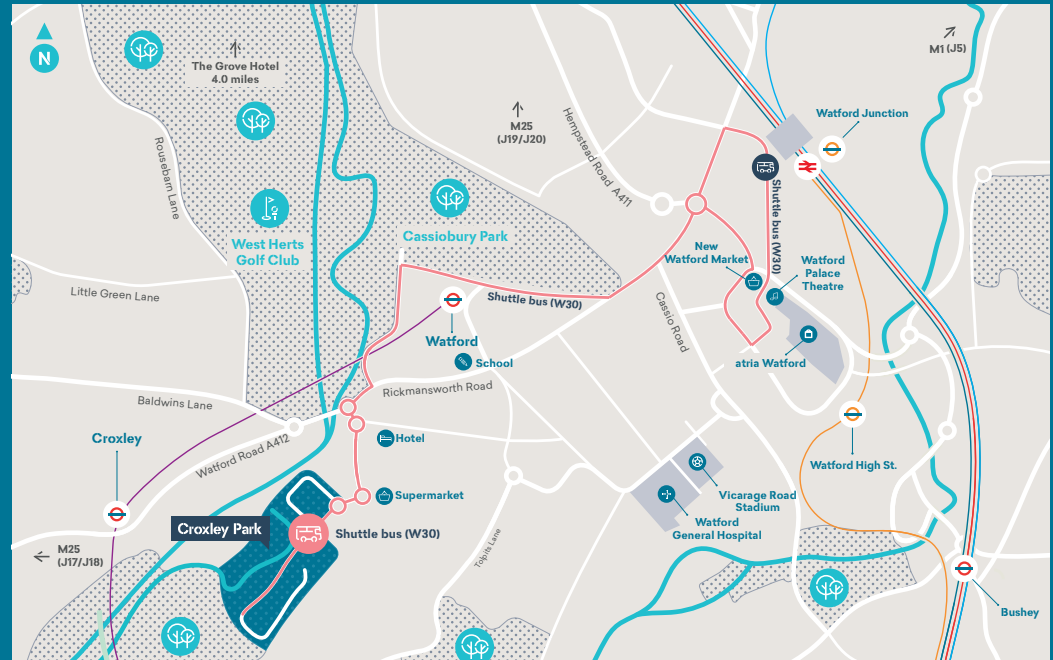 N
The Grove Hotel
4.0 miles
M1 (J5)
M25
(J19/J20)
Hempstead Road A411
Watford Junction
Rousebarn Lane
West Herts
Golf Club
Cassiobury Park
Shuttle bus (W30)
New
Watford Market
Watford
Palace
Theatre
Little Green Lane
Shuttle bus (W30)
Cassio Road
Watford
School
atria Watford
Rickmansworth Road
Baldwins Lane
Croxley
Watford Road A412
Hotel
Watford High St.
Supermarket
Vicarage Road
Stadium
Watford
General Hospital
Croxley Park
Shuttle bus (W30)
Tolpits Lane
M25
(J17/J18)
Bushey